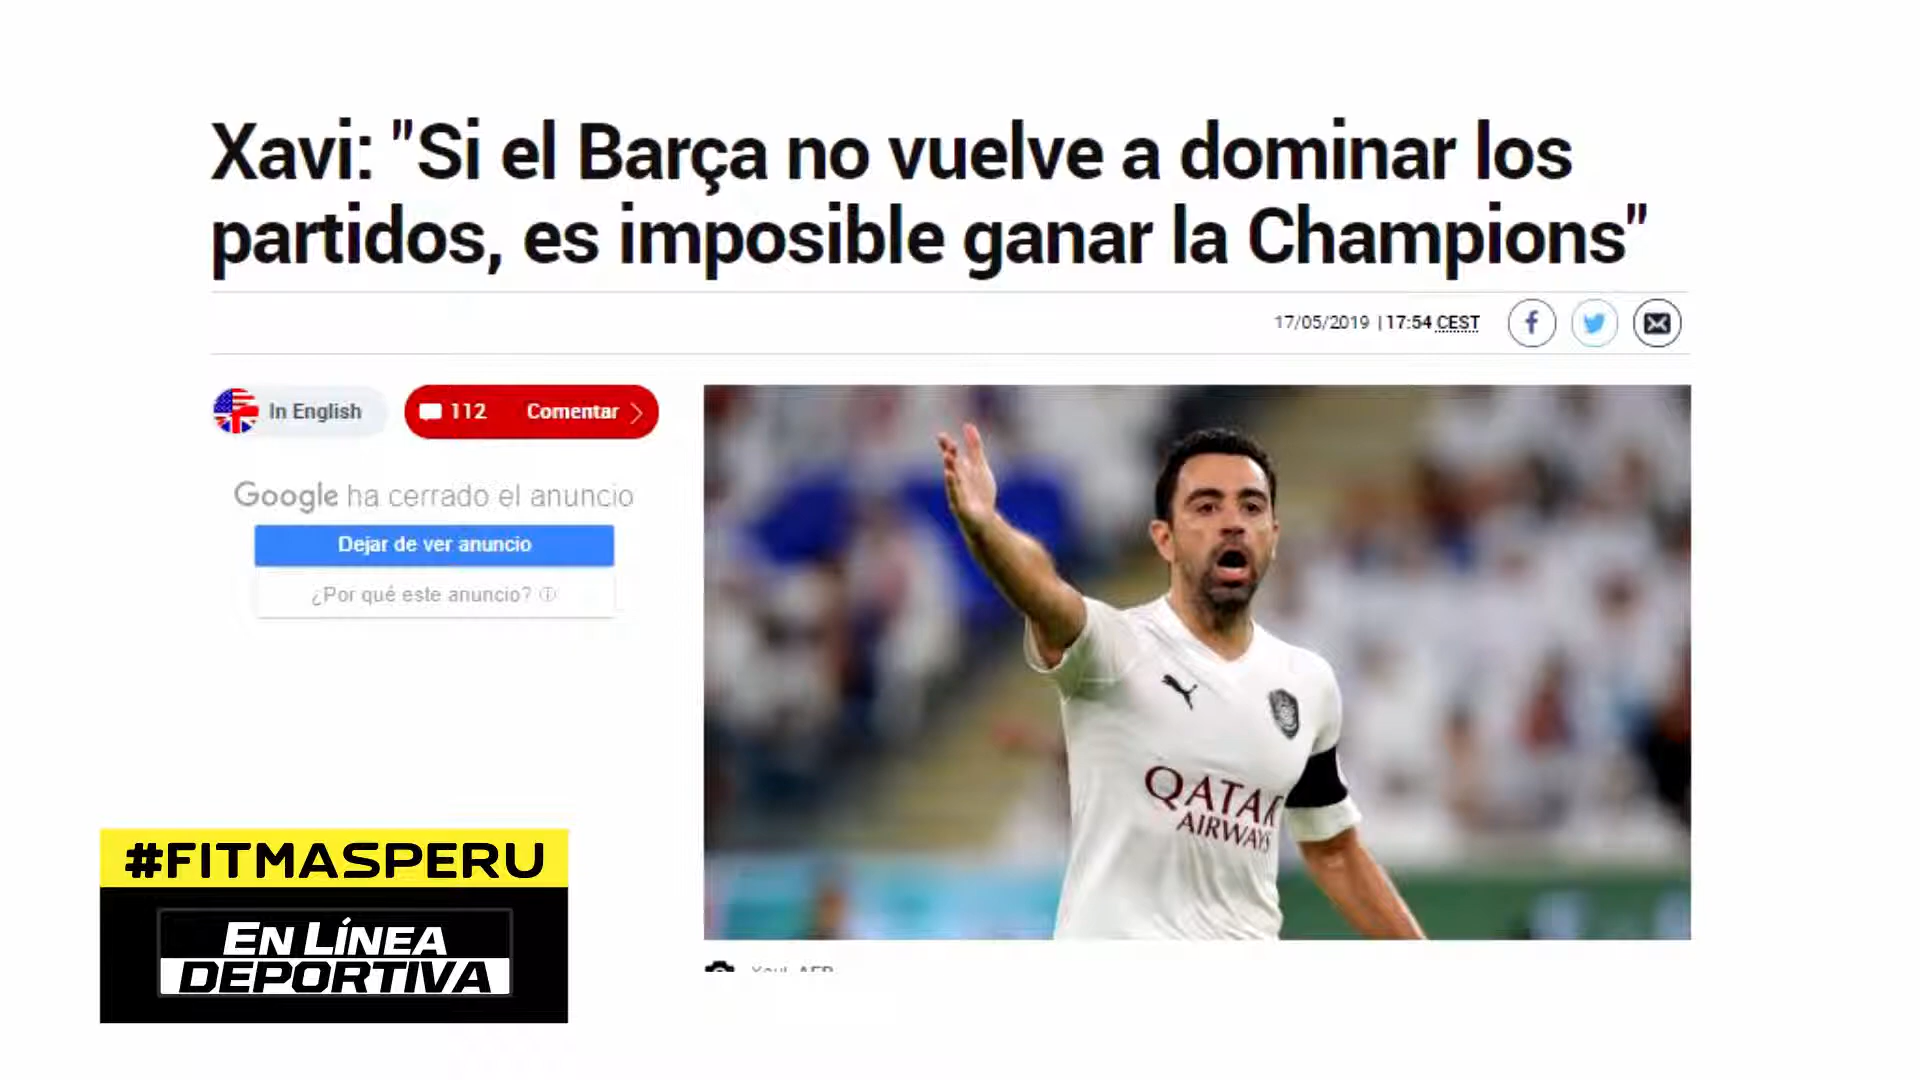 Xavi: "Si el Barça no vuelve a dominar los
partidos, es imposible ganar la Champions"
17/05/2019 | 17:54 CEST
In English
112 Comentar
Google ha cerrado el anuncio
Dejar de ver anuncio
¿Por qué este anuncio?
QATAR
AIRWAYS
#FITMASPERU
EN LÍNEA
DEPORTIVA